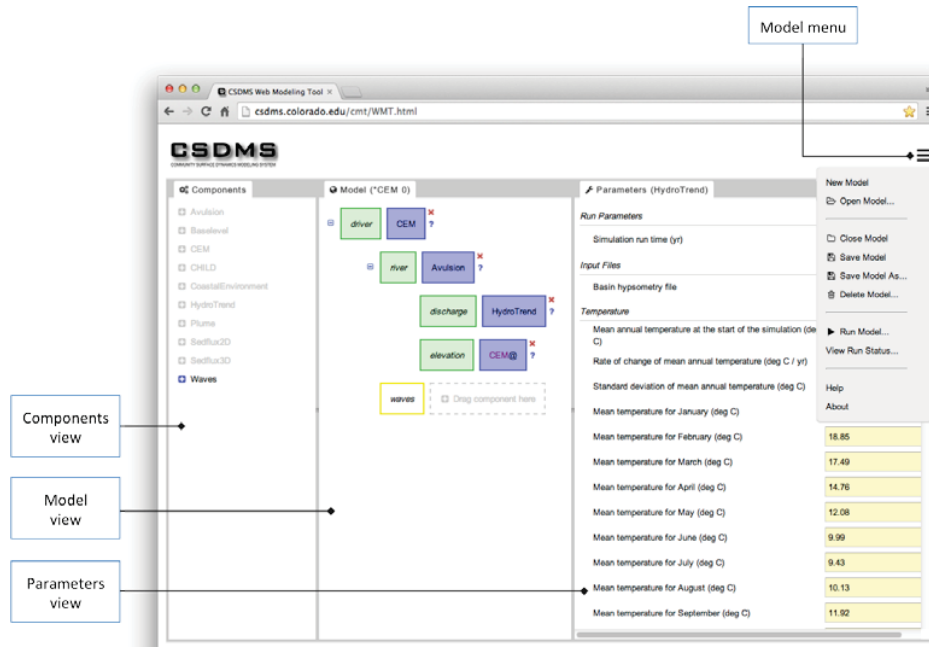 Model menu
CSDMS Web Modeling Tool ×
csdms.colorado.edu/cmt/WMT.html
CSDMS
COMMUNITY SURFACE DYNAMICS MODELING SYSTEM
Components
Avulsion
Baselevel
CEM
CHILD
CoastalEnvironment
HydroTrend
Plume
Sedflux2D
Sedflux3D
Waves
Model (*CEM 0)
driver CEM ?
river Avulsion ?
discharge HydroTrend ?
elevation CEM@ ?
waves Drag component here
Parameters (HydroTrend)
Run Parameters
Simulation run time (yr)
Input Files
Basin hypsometry file
Temperature
Mean annual temperature at the start of the simulation (de
C)
Rate of change of mean annual temperature (deg C / yr)
Standard deviation of mean annual temperature (deg C)
Mean temperature for January (deg C)
Mean temperature for February (deg C) 18.85
Mean temperature for March (deg C) 17.49
Mean temperature for April (deg C) 14.76
Mean temperature for May (deg C) 12.08
Mean temperature for June (deg C) 9.99
Mean temperature for July (deg C) 9.43
Mean temperature for August (deg C) 10.13
Mean temperature for September (deg C) 11.92
New Model
Open Model...
Close Model
Save Model
Save Model As...
Delete Model...
Run Model...
View Run Status...
Help
About
Components
view
Model
view
Parameters
view